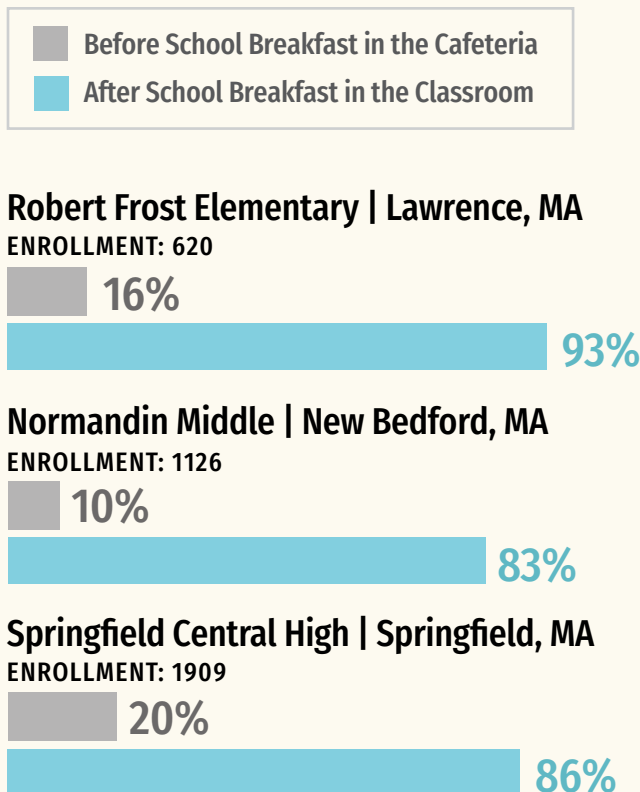 Before School Breakfast in the Cafeteria
After School Breakfast in the Classroom
Robert Frost Elementary | Lawrence, MA
ENROLLMENT: 620
16%
93%
Normandin Middle | New Bedford, MA
ENROLLMENT: 1126
10%
83%
Springfield Central High | Springfield, MA
ENROLLMENT: 1909
20%
86%